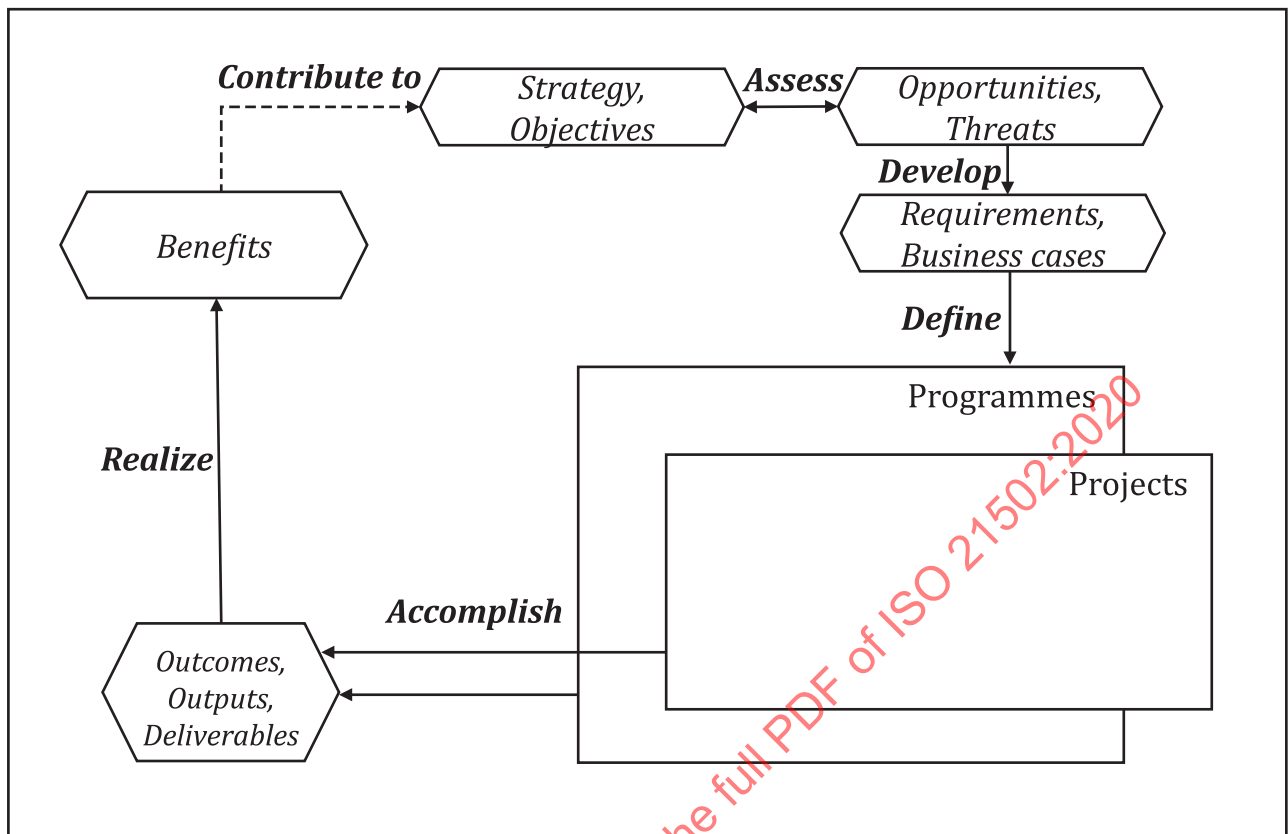 Contribute to
Strategy,
Objectives
Assess
Opportunities,
Threats
Develop
Requirements,
Business cases
Benefits
Define
Programmes
Projects
Realize
Accomplish
Outcomes,
Outputs,
Deliverables
he full PDF of ISO 21502:2020